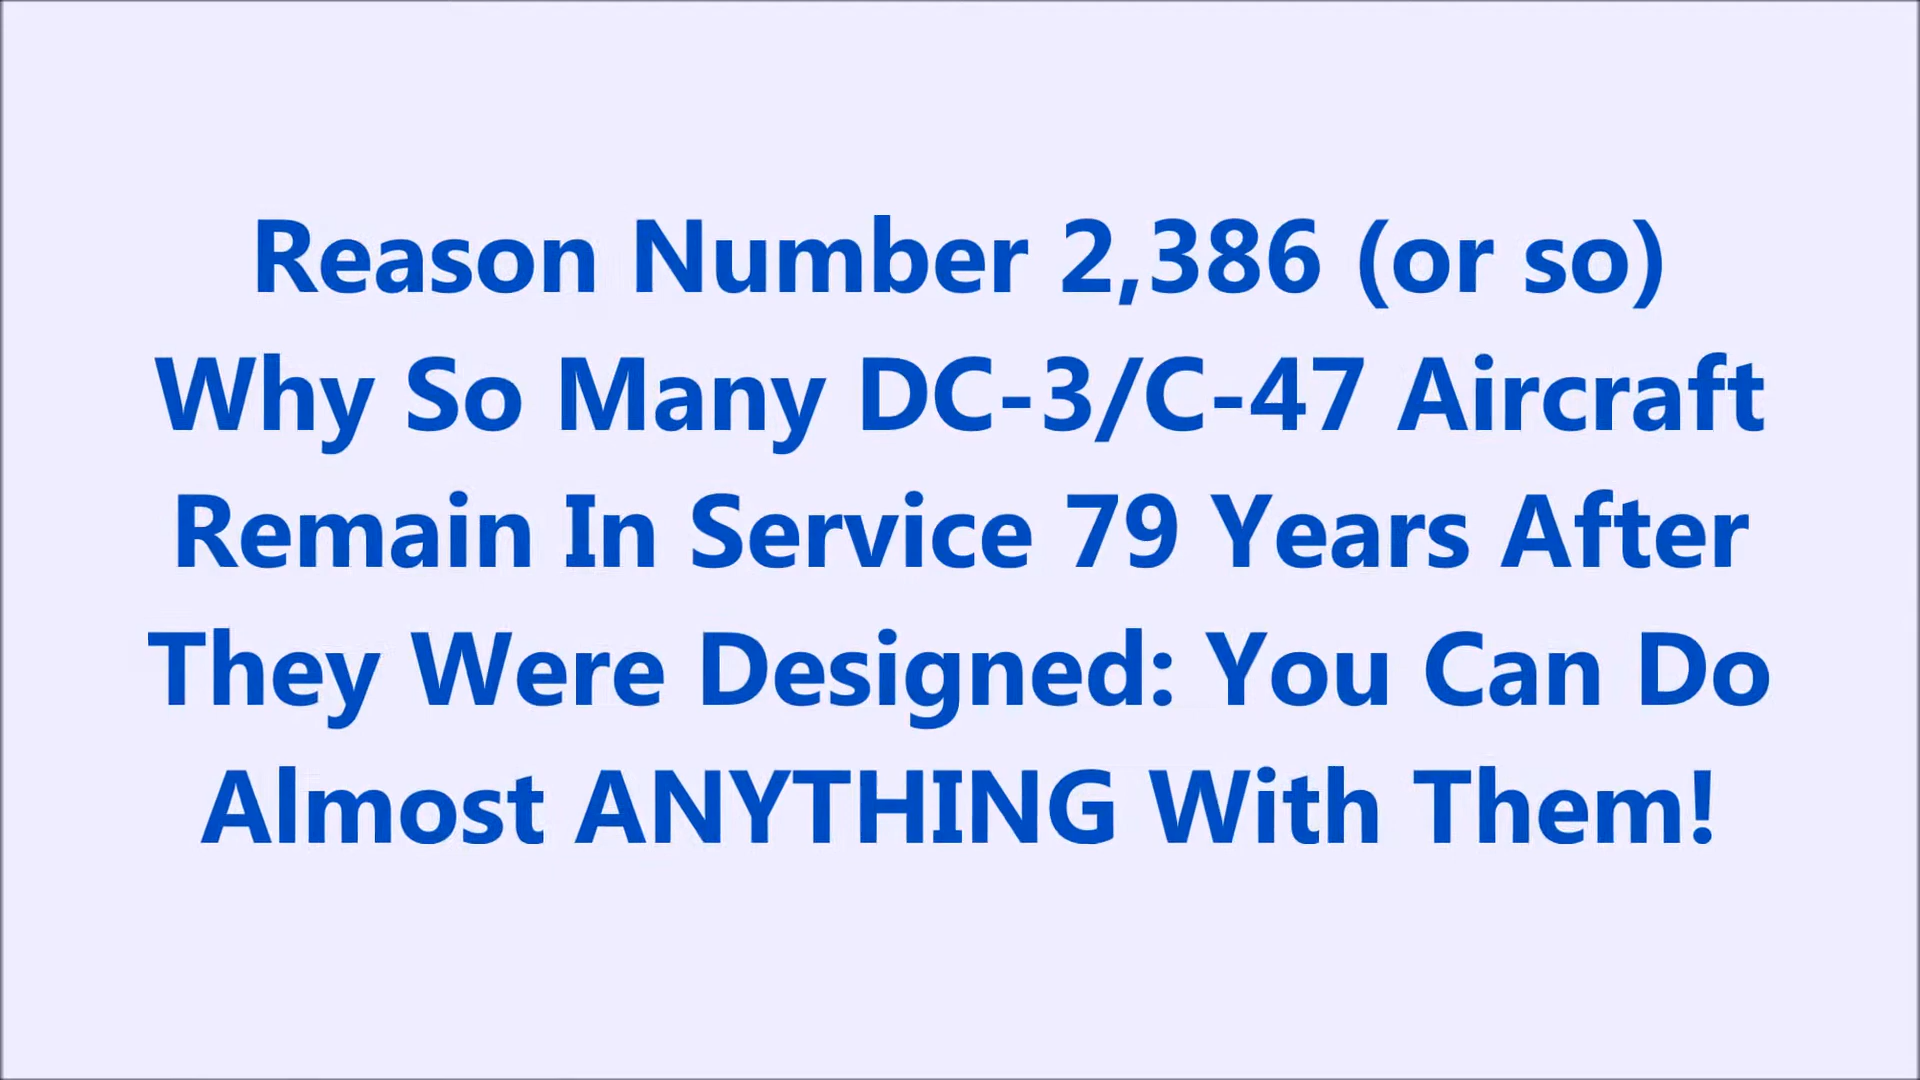 Reason Number 2,386 (or so)
Why So Many DC-3/C-47 Aircraft
Remain In Service 79 Years After
They Were Designed: You Can Do
Almost ANYTHING With Them!